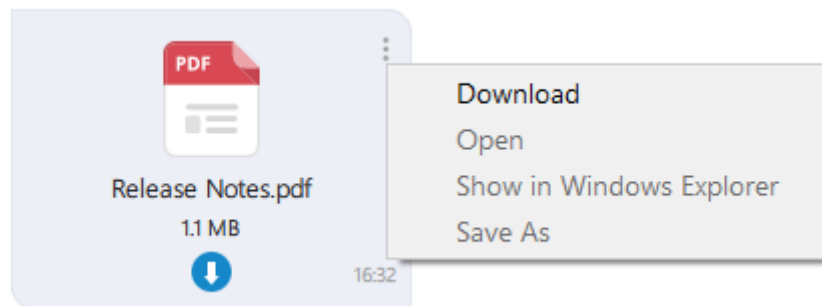 PDF
Release Notes.pdf
1.1 MB
16:32
Download
Open
Show in Windows Explorer
Save As